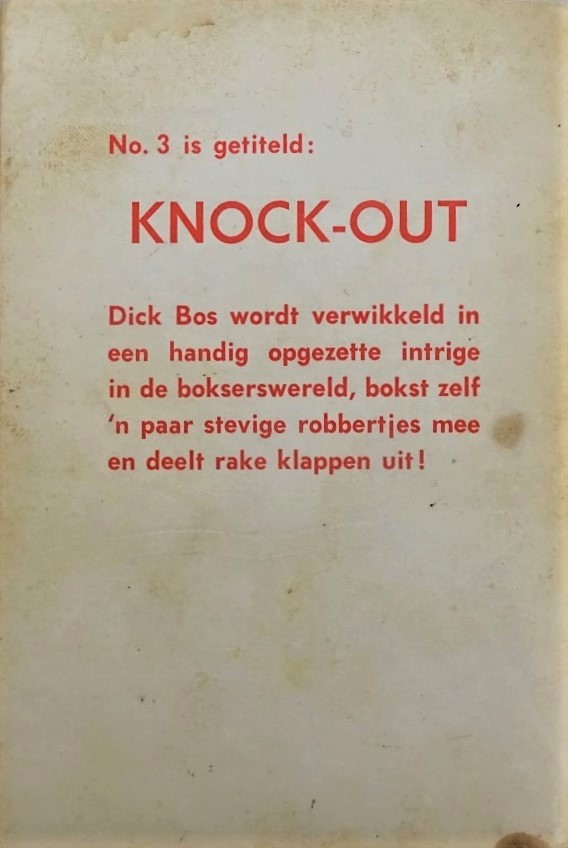 No. 3 is getiteld:
KNOCK-OUT
Dick Bos wordt verwikkeld in
een handig opgezette intrige
in de bokserswereld, bokst zelf
'n paar stevige robbertjes mee
en deelt rake klappen uit!